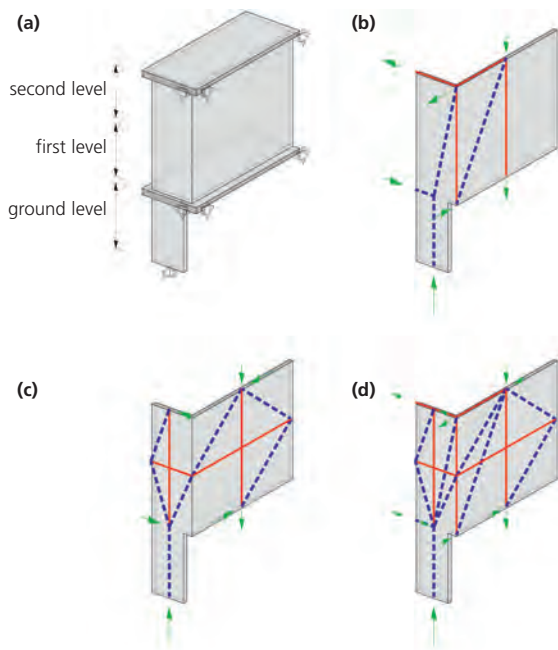 (a)
(b)
second level
first level
ground level
(c)
(d)